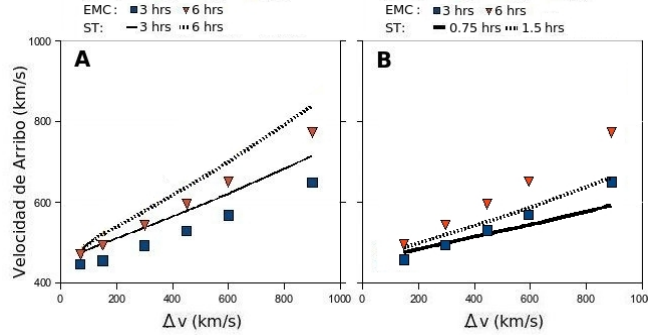 EMC: 3 hrs 6 hrs
ST: 3 hrs 6 hrs
EMC: 3 hrs 6 hrs
ST: 0.75 hrs 1.5 hrs
A
B
Velocidad de Arribo (km/s)
1000
800
600
400
0 200 400 600 800 1000
0 200 400 600 800 1000
Δv (km/s)
Δv (km/s)